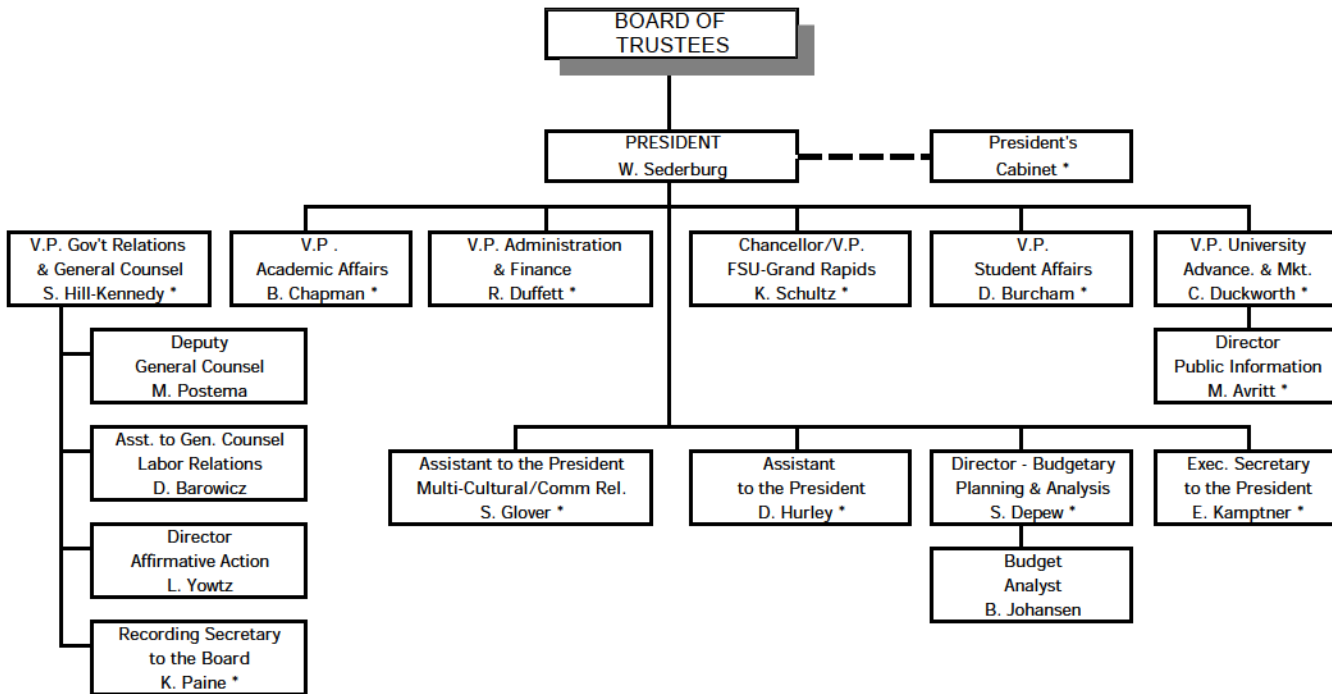 BOARD OF
TRUSTEES
PRESIDENT
W. Sederburg
President's
Cabinet *
V.P. Gov't Relations
& General Counsel
S. Hill-Kennedy *
V.P .
Academic Affairs
B. Chapman *
V.P. Administration
& Finance
R. Duffett *
Chancellor/V.P.
FSU-Grand Rapids
K. Schultz *
V.P.
Student Affairs
D. Burcham *
V.P. University
Advance. & Mkt.
C. Duckworth *
Deputy
General Counsel
M. Postema
Director
Public Information
M. Avritt *
Asst. to Gen. Counsel
Labor Relations
D. Barowicz
Assistant to the President
Multi-Cultural/Comm Rel.
S. Glover *
Assistant
to the President
D. Hurley *
Director - Budgetary
Planning & Analysis
S. Depew *
Exec. Secretary
to the President
E. Kamptner *
Director
Affirmative Action
L. Yowtz
Budget
Analyst
B. Johansen
Recording Secretary
to the Board
K. Paine *